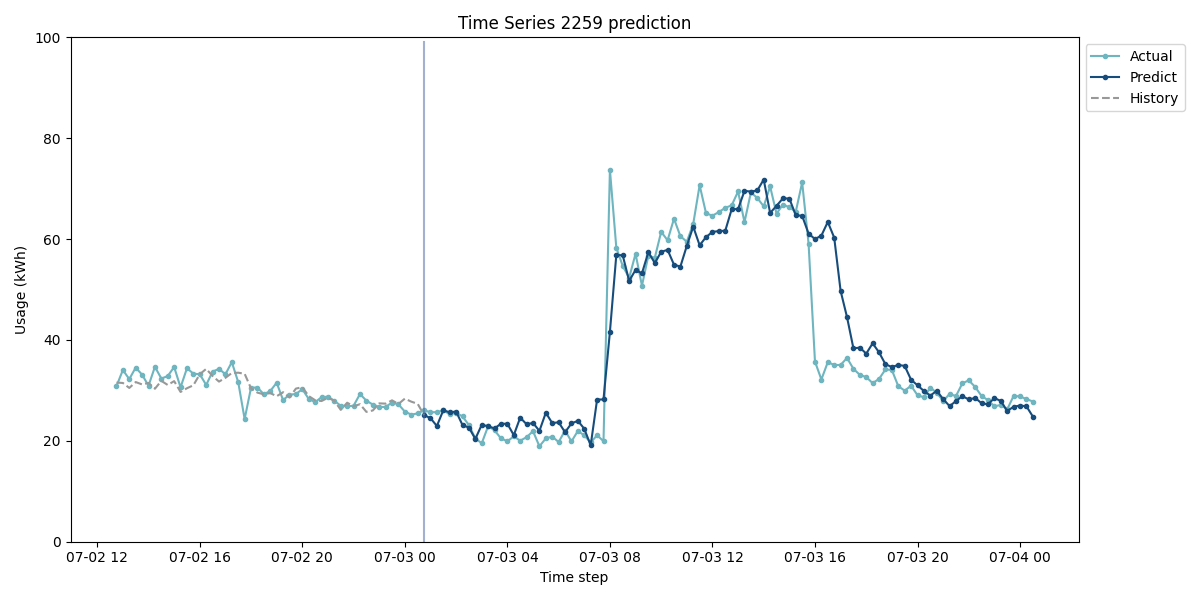 Time Series 2259 prediction
100
80
60
40
20
0
Usage (kWh)
07-02 12
07-02 16
07-02 20
07-03 00
07-03 04
07-03 08
07-03 12
07-03 16
07-03 20
07-04 00
Time step
Actual
Predict
History